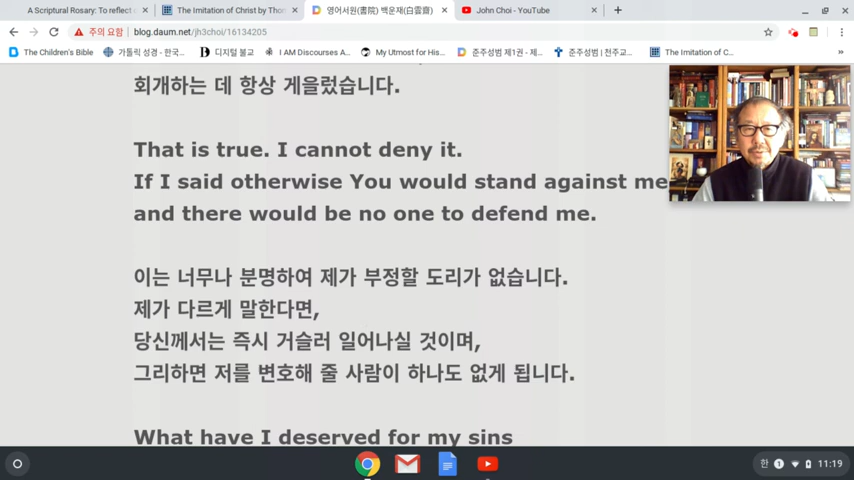 A Scriptural Rosary: To reflect a
The Imitation of Christ by Thom
영어서원(書院) 백운재(白雲齋)
John Choi - YouTube
주의 요함
blog.daum.net/jh3choi/16134205
The Children's Bible
가톨릭 성경 - 한국...
디지털 불교
I AM Discourses A...
My Utmost for His...
준주성범 제1권 - 제...
준주성범 | 천주교...
The Imitation of C...
»
회개하는 데 항상 게을렀습니다.
That is true. I cannot deny it.
If I said otherwise You would stand against me
and there would be no one to defend me.
이는 너무나 분명하여 제가 부정할 도리가 없습니다.
제가 다르게 말한다면,
당신께서는 즉시 거슬러 일어나실 것이며,
그리하면 저를 변호해 줄 사람이 하나도 없게 됩니다.
What have I deserved for my sins
한
1
11:19